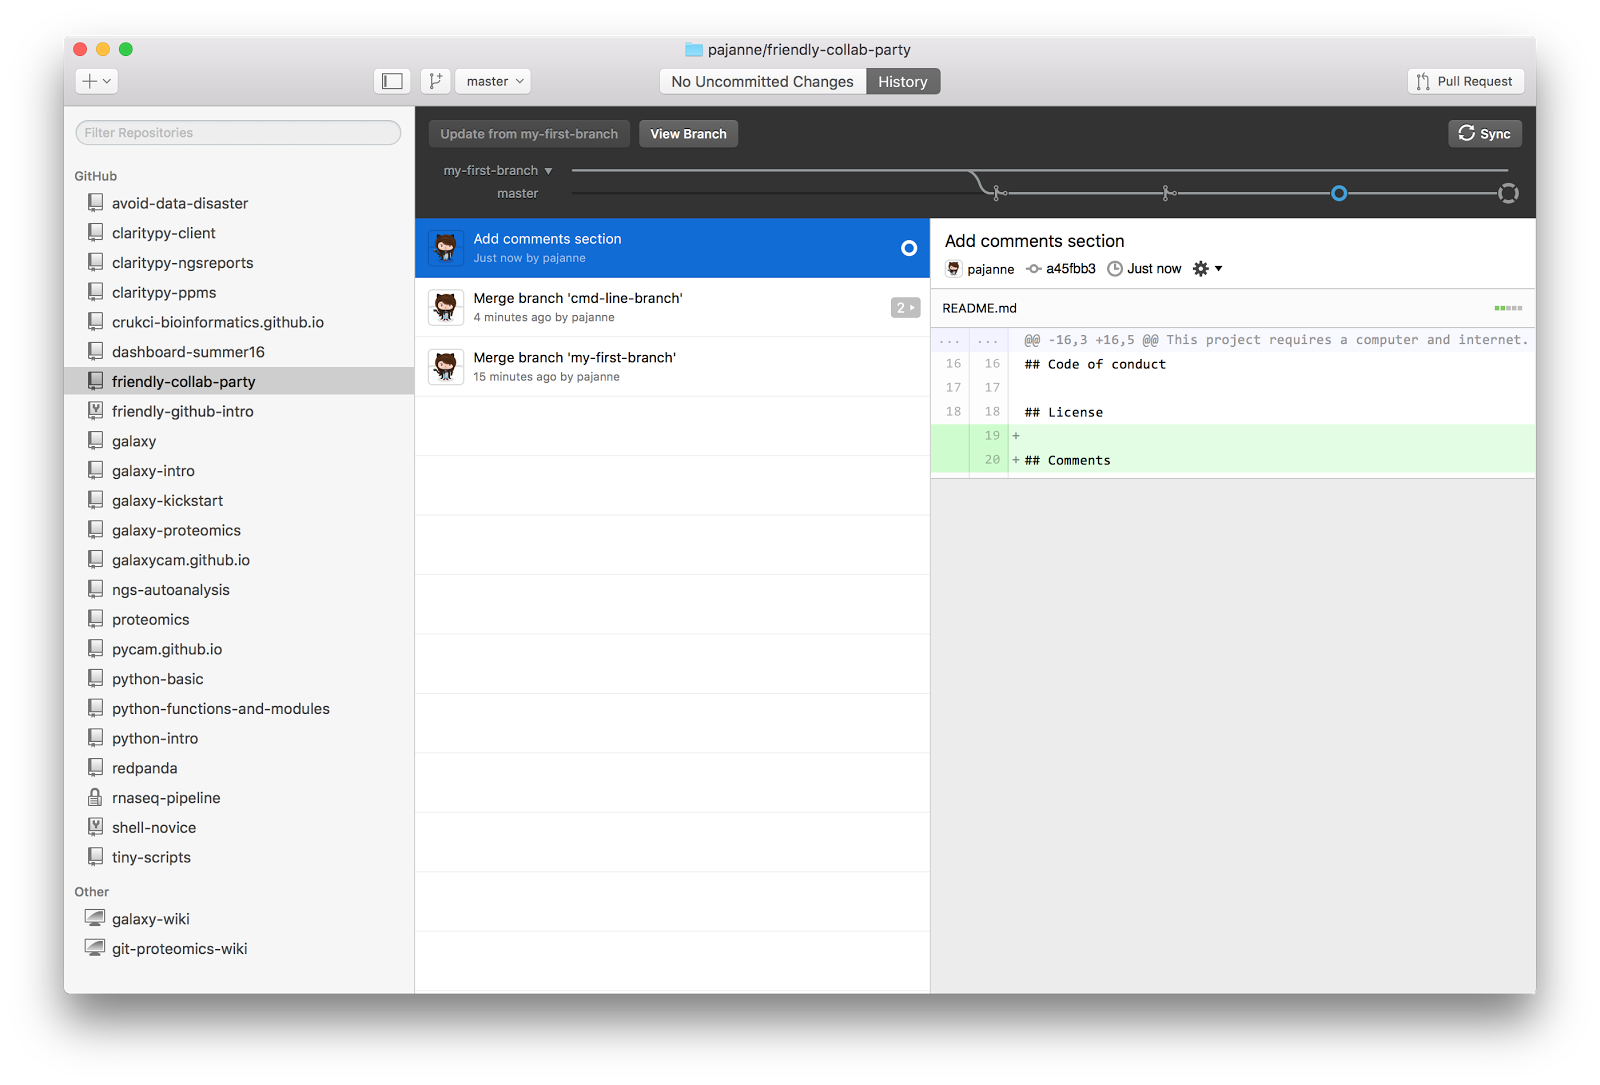 pajanne/friendly-collab-party
master
No Uncommitted Changes
History
Pull Request
Filter Repositories
GitHub
avoid-data-disaster
claritypy-client
claritypy-ngsreports
claritypy-ppms
crukci-bioinformatics.github.io
dashboard-summer16
friendly-collab-party
friendly-github-intro
galaxy
galaxy-intro
galaxy-kickstart
galaxy-proteomics
galaxycam.github.io
ngs-autoanalysis
proteomics
pycam.github.io
python-basic
python-functions-and-modules
python-intro
redpanda
rnaseq-pipeline
shell-novice
tiny-scripts
Other
galaxy-wiki
git-proteomics-wiki
Update from my-first-branch
View Branch
Sync
my-first-branch
master
Add comments section
Just now by pajanne
Merge branch 'cmd-line-branch'
4 minutes ago by pajanne
2
Merge branch 'my-first-branch'
15 minutes ago by pajanne
Add comments section
pajanne a45fbb3 Just now
README.md
... ... @@ -16,3 +16,5 @@ This project requires a computer and internet.
16 16 ## Code of conduct
17 17
18 18 ## License
19 +
20 + ## Comments